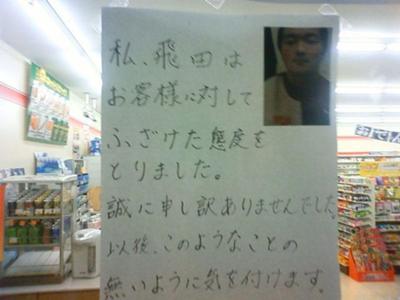 私、飛田は
お客様に対して
ふざけた態度を
とりました。
誠に申し訳ありませんでした。
以後、このようなことの
無いように気を付けます。